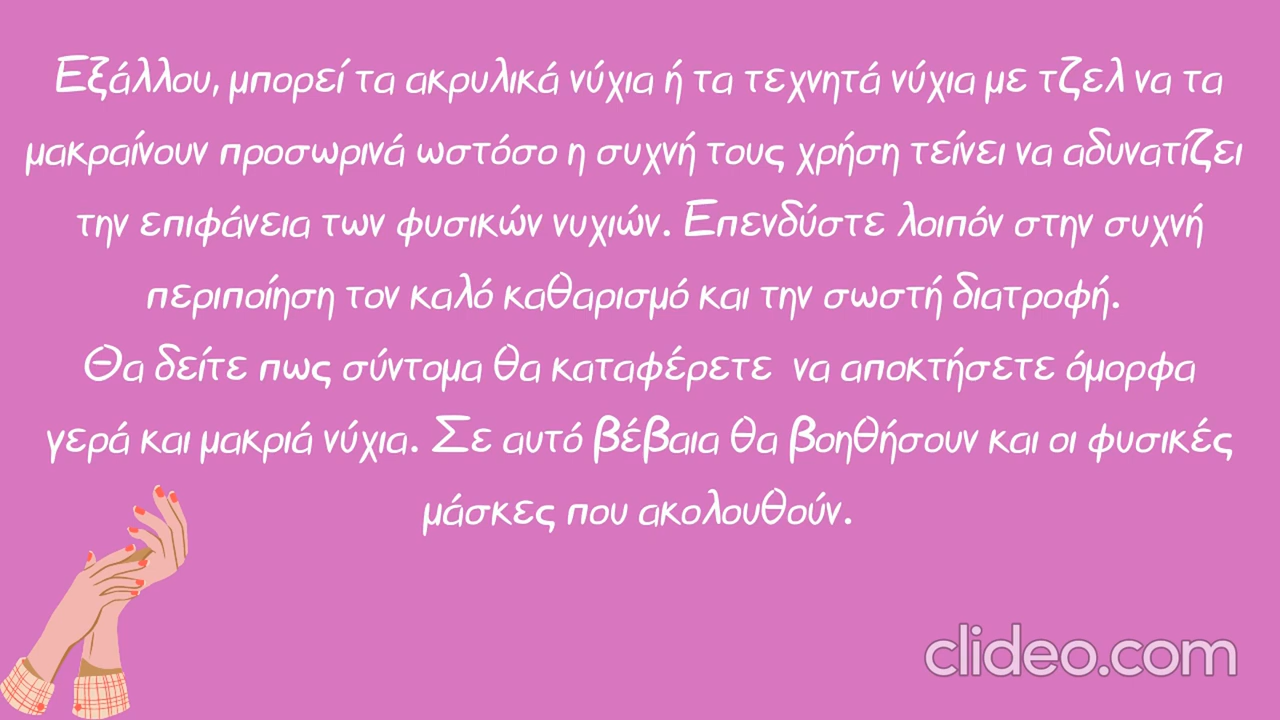 Εξάλλου, μπορεί τα ακρυλικά νύχια ή τα τεχνητά νύχια με τζελ να τα
μακραίνουν προσωρινά ωστόσο η συχνή τους χρήση τείνει να αδυνατίζει
την επιφάνεια των φυσικών νυχιών. Επενδύστε λοιπόν στην συχνή
περιποίηση τον καλό καθαρισμό και την σωστή διατροφή.
Θα δείτε πως σύντομα θα καταφέρετε να αποκτήσετε όμορφα
γερά και μακριά νύχια. Σε αυτό βέβαια θα βοηθήσουν και οι φυσικές
μάσκες που ακολουθούν.
clideo.com